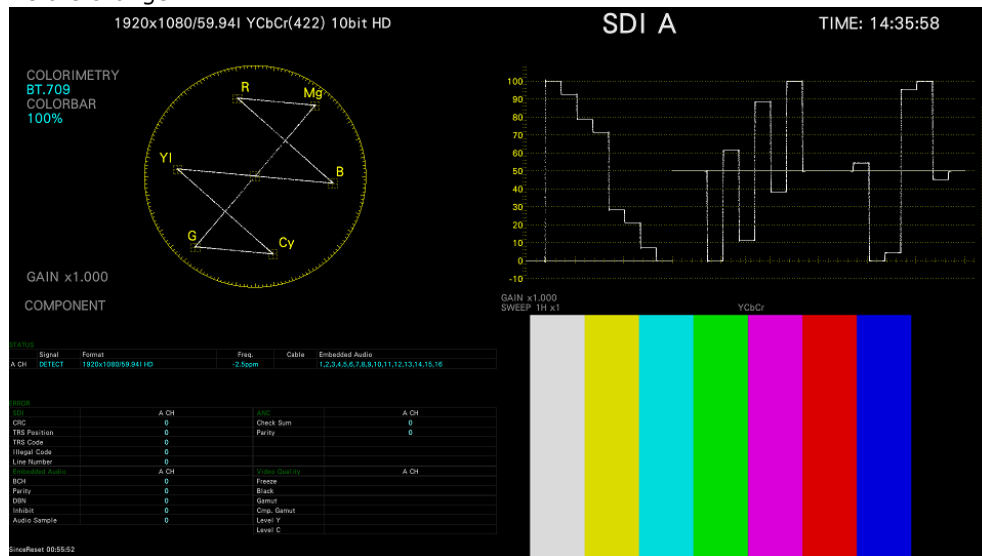 1920x1080/59.94I YCbCr(422) 10bit HD
SDI A
TIME: 14:35:58
COLORIMETRY
BT.709
COLORBAR
100%
R
Mg
Yl
B
G
Cy
GAIN x1.000
COMPONENT
100
90
80
70
60
50
40
30
20
10
0
-10
GAIN x1.000
SWEEP 1H x1
YCbCr
STATUS
Signal Format Freq. Cable Embedded Audio
A CH DETECT 1920x1080/59.94I HD -2.5ppm 1,2,3,4,5,6,7,8,9,10,11,12,13,14,15,16
ERROR
SDI A CH ANC A CH
CRC 0 Check Sum 0
TRS Position 0 Parity 0
TRS Code 0
Illegal Code 0
Line Number 0
Embedded Audio A CH Video Quality A CH
BCH 0 Freeze
Parity 0 Black
DBN 0 Gamut
Inhibit 0 Cmp. Gamut
Audio Sample 0 Level Y
Level C
SinceReset 00:55:52